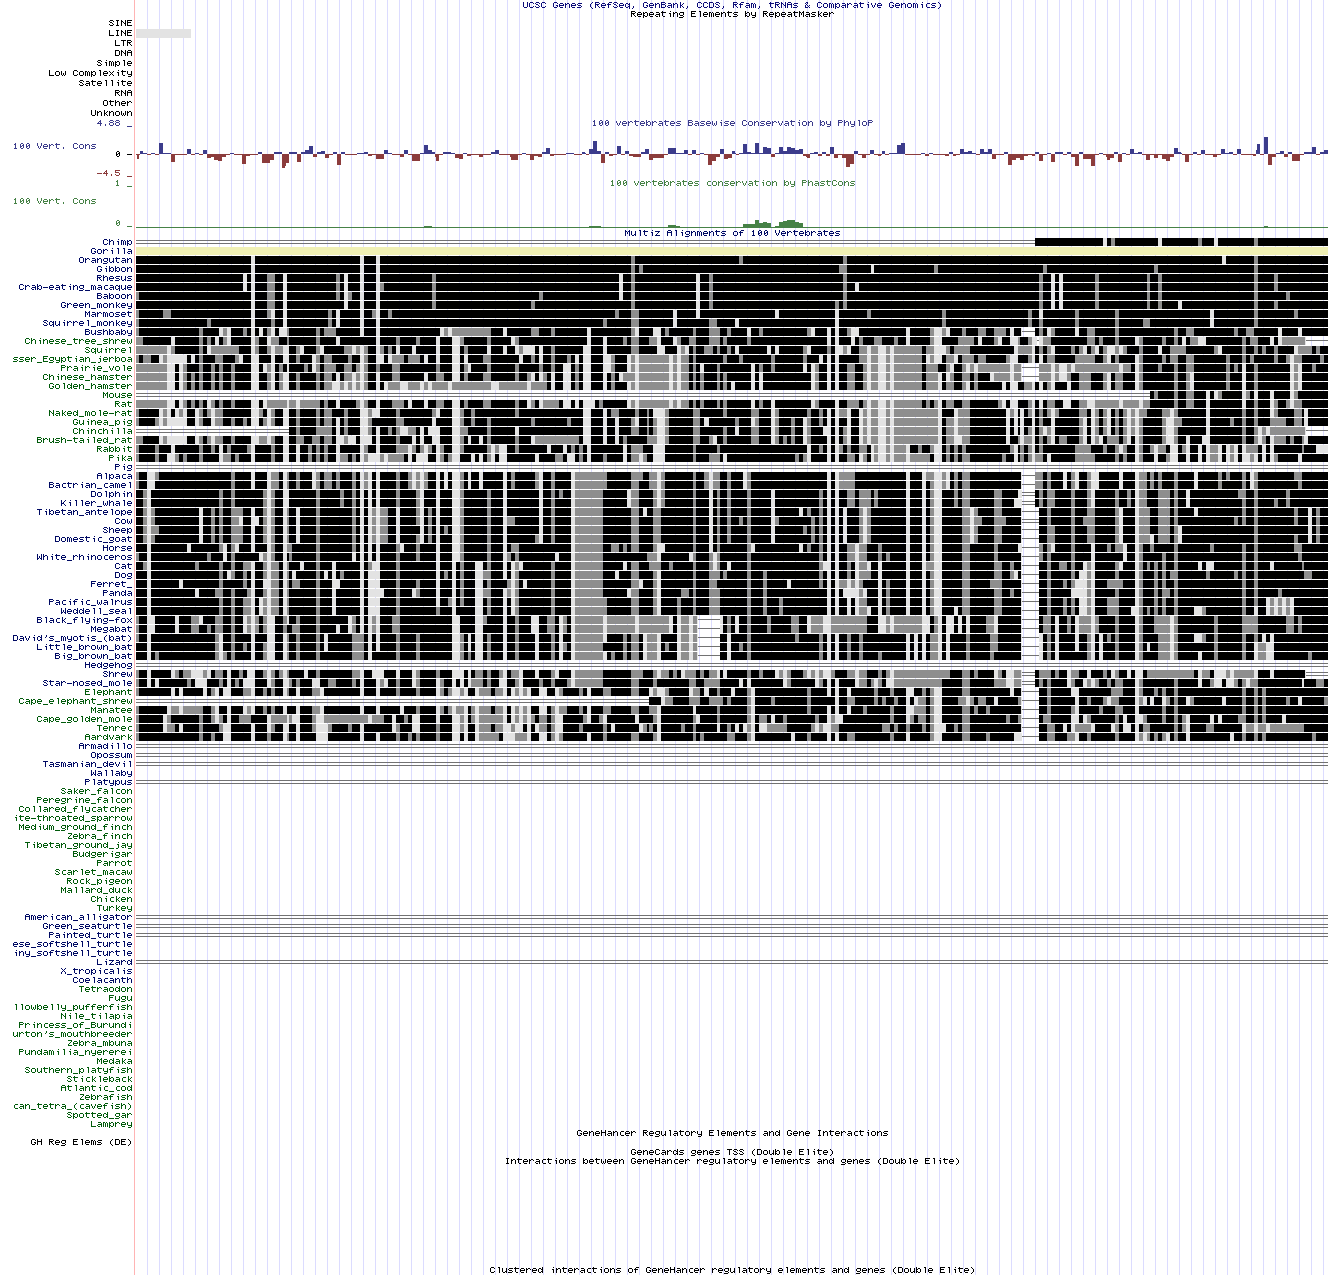 UCSC Genes (RefSeq, GenBank, CCDS, Rfam, tRNAs & Comparative Genomics)
Repeating Elements by RepeatMasker
SINE
LINE
LTR
DNA
Simple
Low Complexity
Satellite
RNA
Other
Unknown
4.88 _
100 vertebrates Basewise Conservation by PhyloP
100 Vert. Cons
0 -
-4.5 _
1 _
100 vertebrates conservation by PhastCons
100 Vert. Cons
0 _
Multiz Alignments of 100 Vertebrates
Chimp
Gorilla
Orangutan
Gibbon
Rhesus
Crab-eating_macaque
Baboon
Green_monkey
Marmoset
Squirrel_monkey
Bushbaby
Chinese_tree_shrew
Squirrel
sser_Egyptian_jerboa
Prairie_vole
Chinese_hamster
Golden_hamster
Mouse
Rat
Naked_mole-rat
Guinea_pig
Chinchilla
Brush-tailed_rat
Rabbit
Pika
Pig
Alpaca
Bactrian_camel
Dolphin
Killer_whale
Tibetan_antelope
Cow
Sheep
Domestic_goat
Horse
White_rhinoceros
Cat
Dog
Ferret_
Panda
Pacific_walrus
Weddell_seal
Black_flying-fox
Megabat
David's_myotis_(bat)
Little_brown_bat
Big_brown_bat
Hedgehog
Shrew
Star-nosed_mole
Elephant
Cape_elephant_shrew
Manatee
Cape_golden_mole
Tenrec
Aardvark
Armadillo
Opossum
Tasmanian_devil
Wallaby
Platypus
Saker_falcon
Peregrine_falcon
Collared_flycatcher
ite-throated_sparrow
Medium_ground_finch
Zebra_finch
Tibetan_ground_jay
Budgerigar
Parrot
Scarlet_macaw
Rock_pigeon
Mallard_duck
Chicken
Turkey
American_alligator
Green_seaturtle
Painted_turtle
ese_softshell_turtle
iny_softshell_turtle
Lizard
X_tropicalis
Coelacanth
Tetraodon
Fugu
llowbelly_pufferfish
Nile_tilapia
Princess_of_Burundi
urton's_mouthbreeder
Zebra_mbuna
Pundamilia_nyererei
Medaka
Southern_platyfish
Stickleback
Atlantic_cod
Zebrafish
can_tetra_(cavefish)
Spotted_gar
Lamprey
GeneHancer Regulatory Elements and Gene Interactions
GH Reg Elems (DE)
GeneCards genes TSS (Double Elite)
Interactions between GeneHancer regulatory elements and genes (Double Elite)
Clustered interactions of GeneHancer regulatory elements and genes (Double Elite)